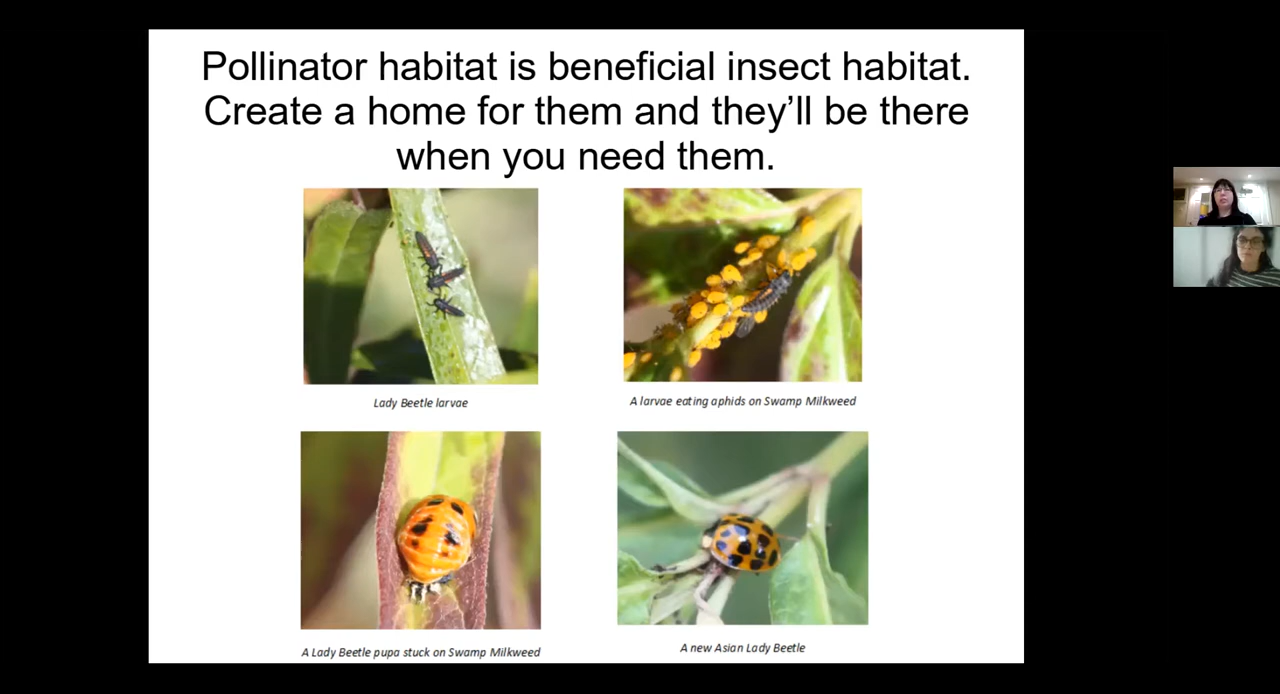 Pollinator habitat is beneficial insect habitat.
Create a home for them and they’ll be there
when you need them.
Lady Beetle larvae
A larvae eating aphids on Swamp Milkweed
A Lady Beetle pupa stuck on Swamp Milkweed
A new Asian Lady Beetle